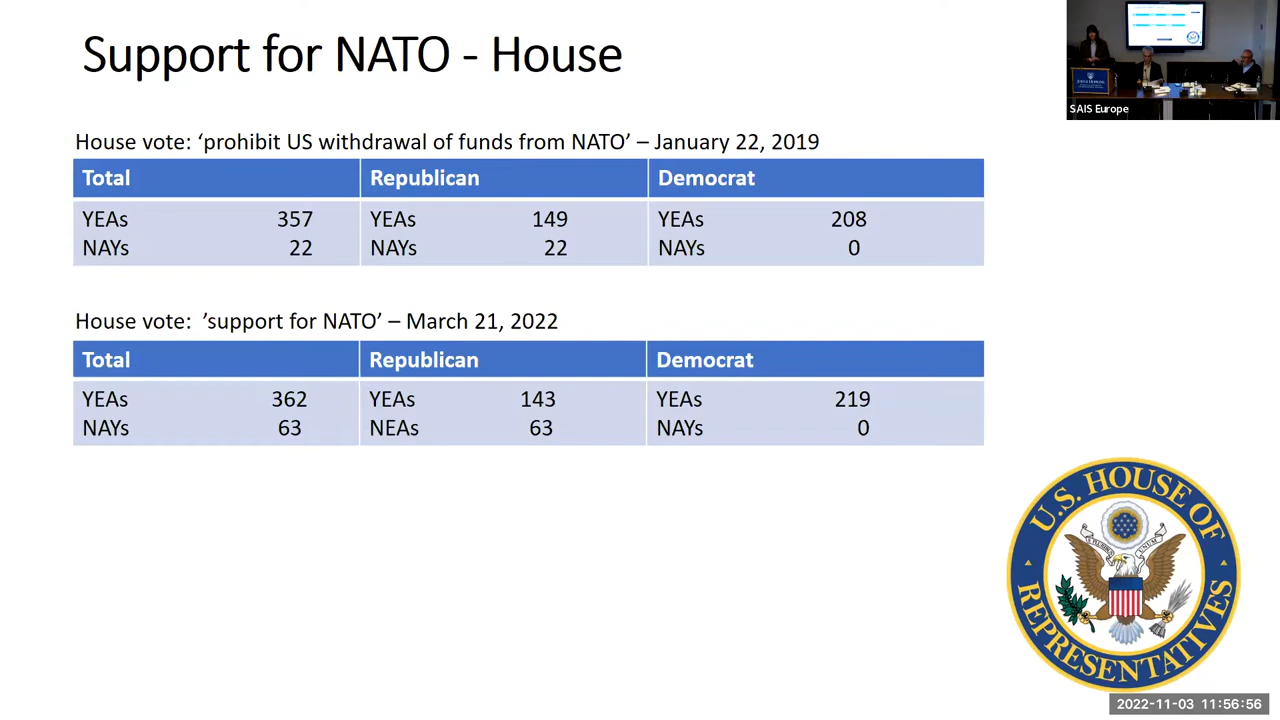 Support for NATO - House
SAIS Europe
House vote: ‘prohibit US withdrawal of funds from NATO’ – January 22, 2019
Total Republican Democrat
YEAs 357 YEAs 149 YEAs 208
NAYs 22 NAYs 22 NAYs 0
House vote: ’support for NATO’ – March 21, 2022
Total Republican Democrat
YEAs 362 YEAs 143 YEAs 219
NAYs 63 NEAs 63 NAYs 0
U.S. HOUSE OF
REPRESENTATIVES
2022-11-03 11:56:56